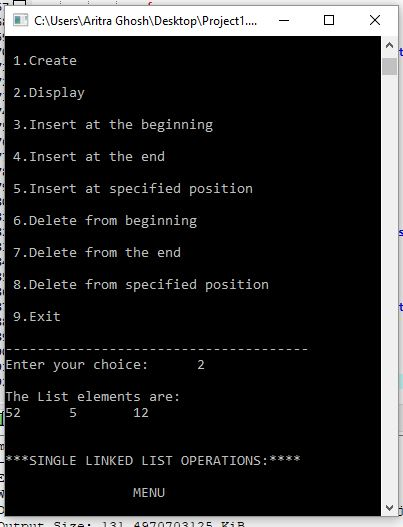 C:\Users\Aritra Ghosh\Desktop\Project1....
1.Create
2.Display
3.Insert at the beginning
4.Insert at the end
5.Insert at specified position
6.Delete from beginning
7.Delete from the end
8.Delete from specified position
9.Exit
--------------------------------------
Enter your choice: 2
The List elements are:
52 5 12
***SINGLE LINKED LIST OPERATIONS:****
MENU
Output Size: 131.4970703125 KiB